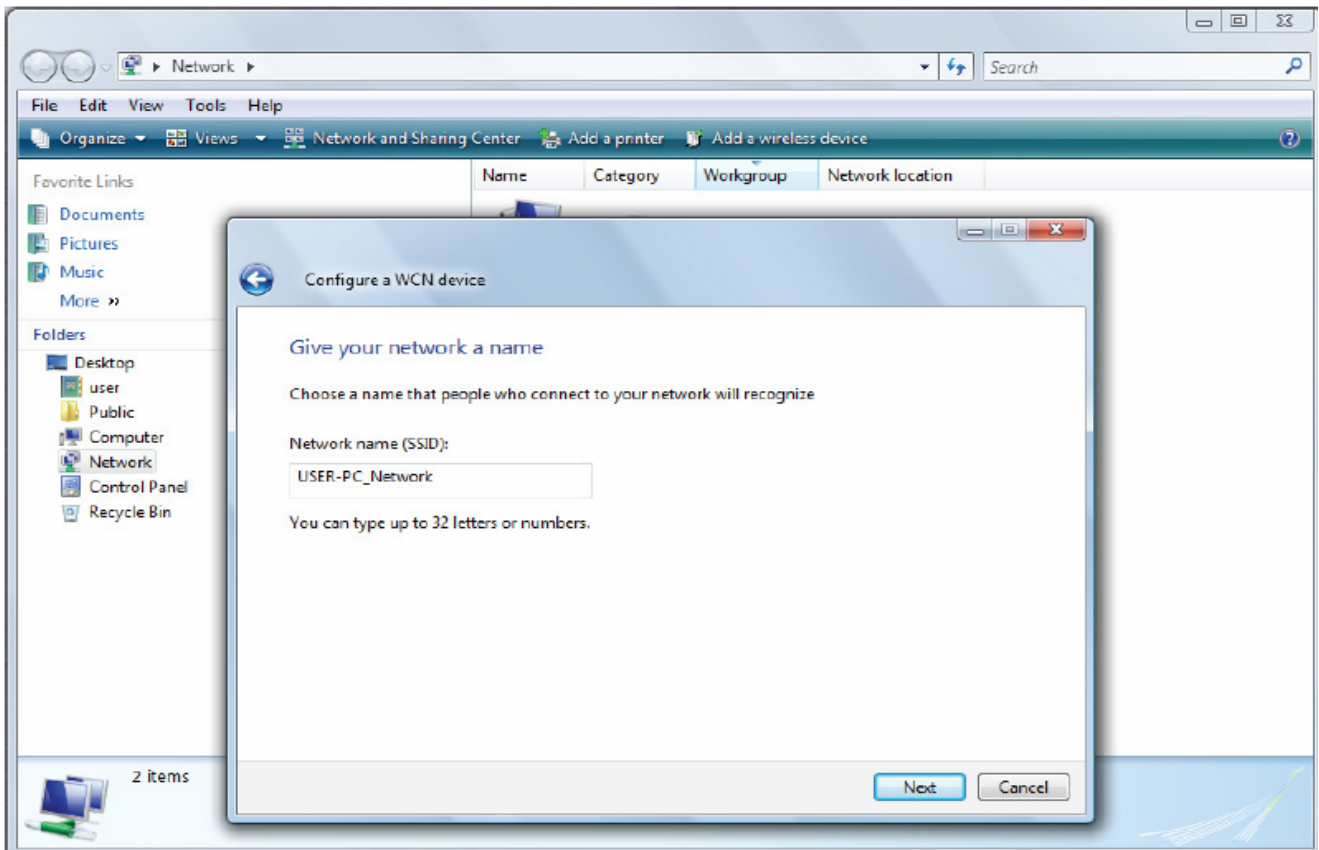 Network
Search
File Edit View Tools Help
Organize Views Network and Sharing Center Add a printer Add a wireless device
Favorite Links
Name Category Workgroup Network location
Documents
Pictures
Music
More »
Folders
Desktop
user
Public
Computer
Network
Control Panel
Recycle Bin
Configure a WCN device
Give your network a name
Choose a name that people who connect to your network will recognize
Network name (SSID):
USER-PC_Network
You can type up to 32 letters or numbers.
Next Cancel
2 items